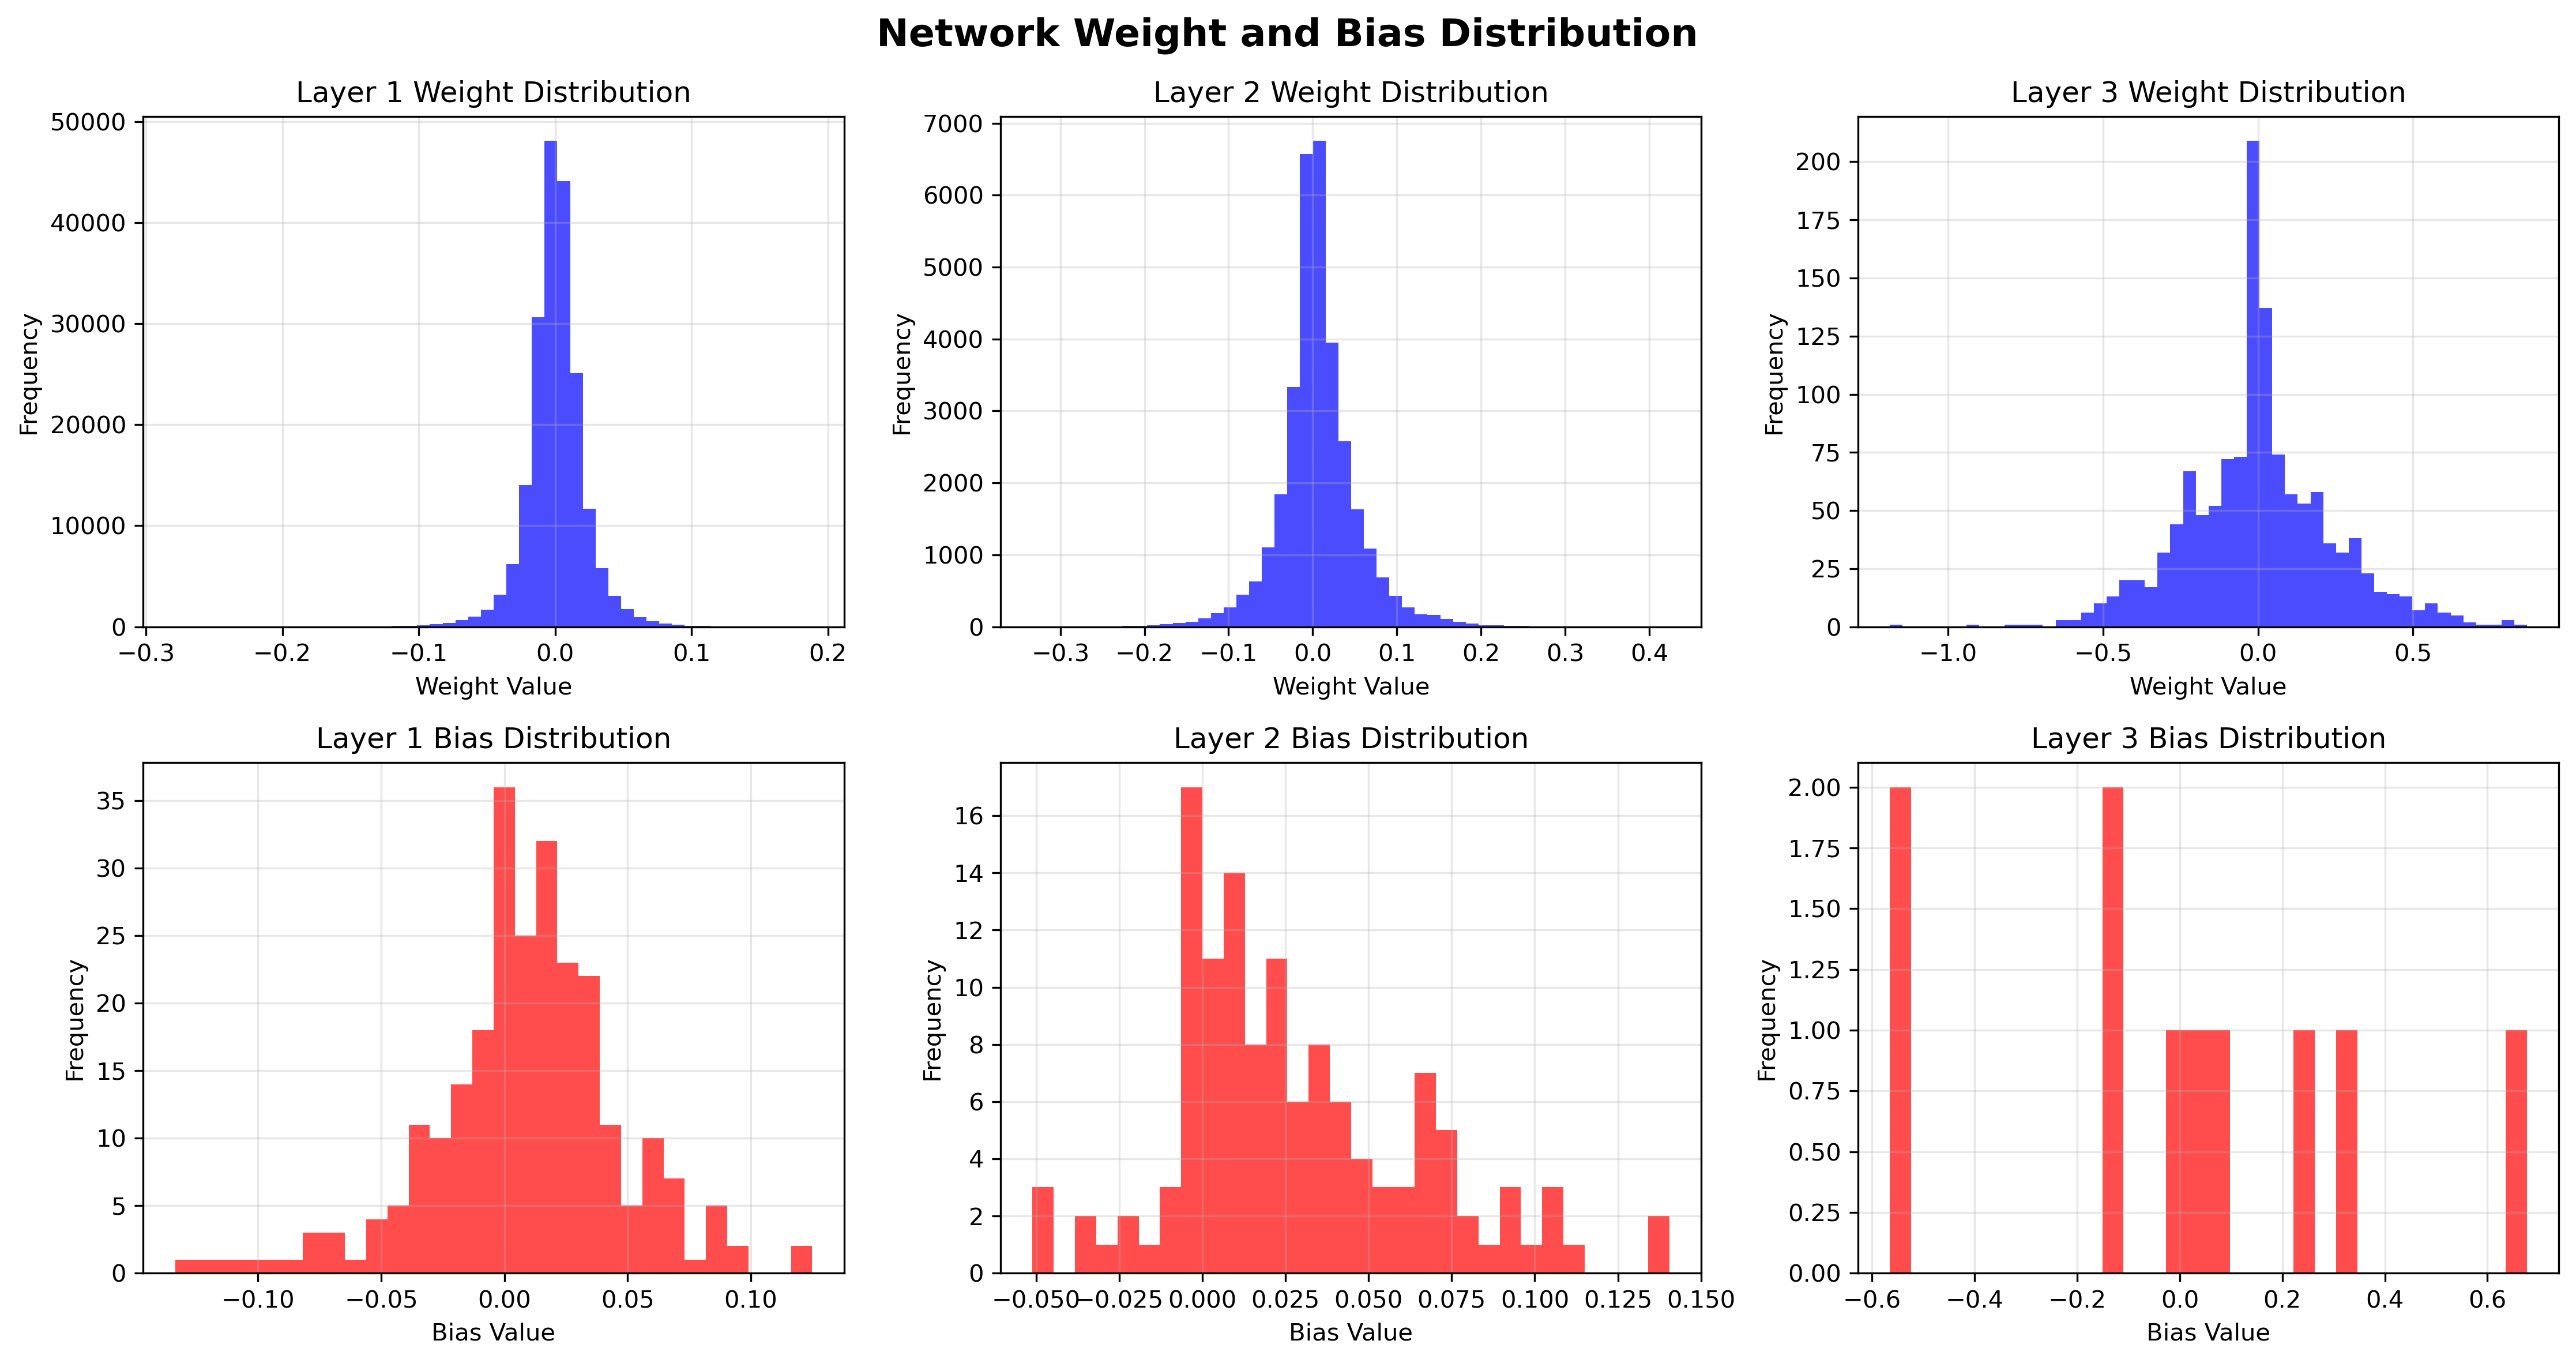 Network Weight and Bias Distribution
Layer 1 Weight Distribution
50000
40000
30000
20000
10000
0
Frequency
−0.3 −0.2 −0.1 0.0 0.1 0.2
Weight Value
Layer 2 Weight Distribution
7000
6000
5000
4000
3000
2000
1000
0
Frequency
−0.3 −0.2 −0.1 0.0 0.1 0.2 0.3 0.4
Weight Value
Layer 3 Weight Distribution
200
175
150
125
100
75
50
25
0
Frequency
−1.0 −0.5 0.0 0.5
Weight Value
Layer 1 Bias Distribution
35
30
25
20
15
10
5
0
Frequency
−0.10 −0.05 0.00 0.05 0.10
Bias Value
Layer 2 Bias Distribution
16
14
12
10
8
6
4
2
0
Frequency
−0.050 −0.025 0.000 0.025 0.050 0.075 0.100 0.125 0.150
Bias Value
Layer 3 Bias Distribution
2.00
1.75
1.50
1.25
1.00
0.75
0.50
0.25
0.00
Frequency
−0.6 −0.4 −0.2 0.0 0.2 0.4 0.6
Bias Value